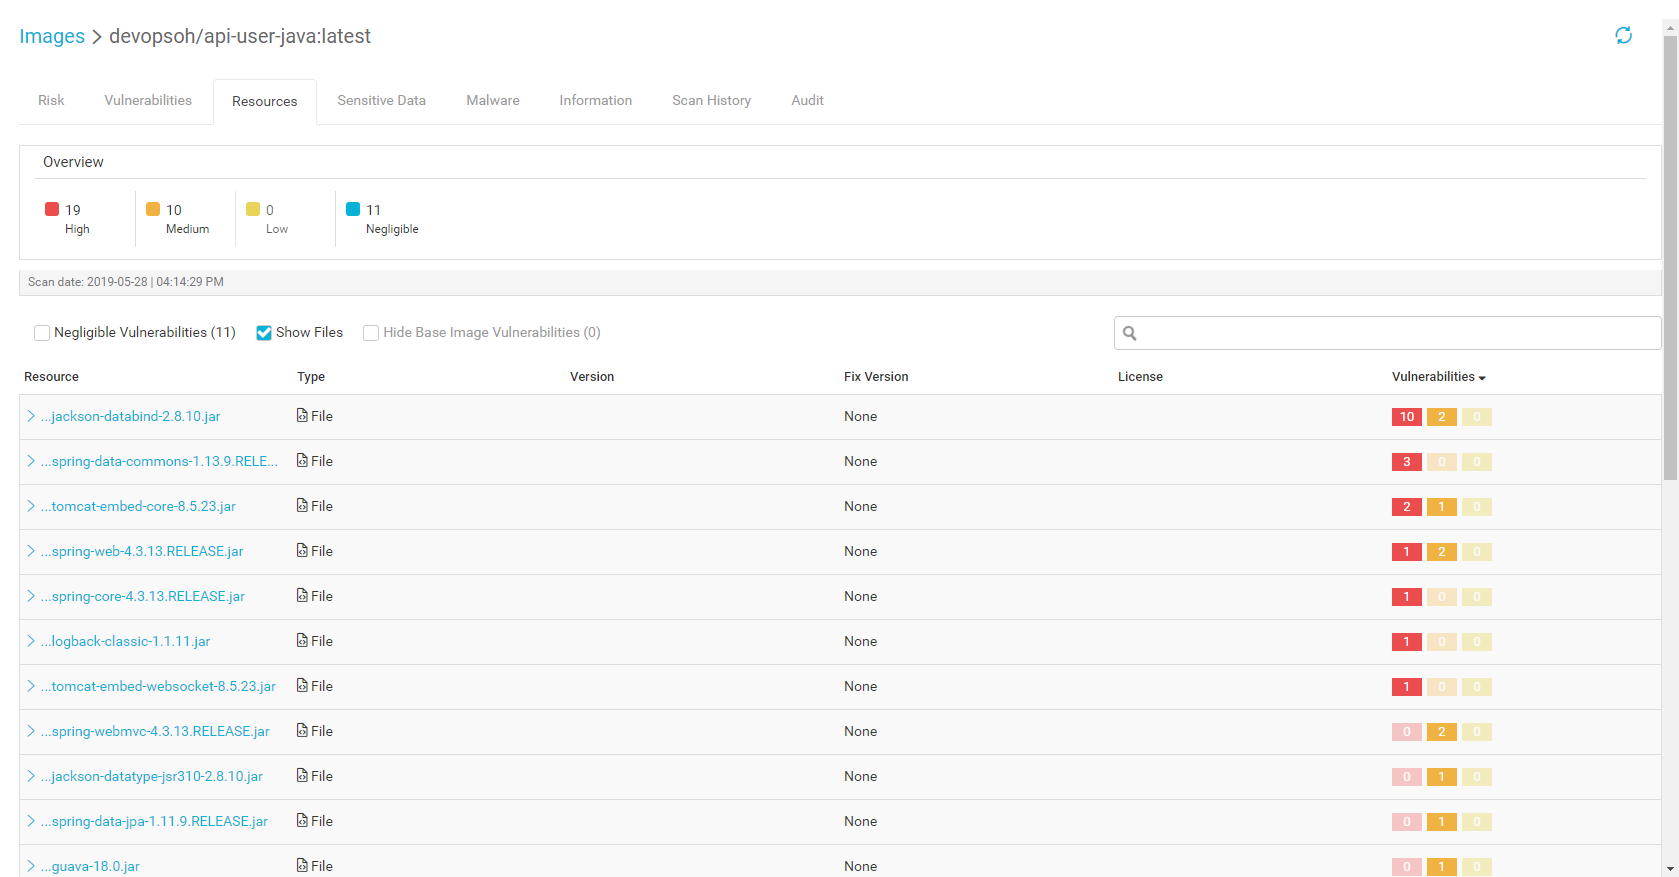 Images > devopsoh/api-user-java:latest
Risk Vulnerabilities Resources Sensitive Data Malware Information Scan History Audit
Overview
19 10 0 11
High Medium Low Negligible
Scan date: 2019-05-28 | 04:14:29 PM
Negligible Vulnerabilities (11) Show Files Hide Base Image Vulnerabilities (0)
Resource Type Version Fix Version License Vulnerabilities
...jackson-databind-2.8.10.jar File None 10 2 0
...spring-data-commons-1.13.9.RELE... File None 3 0 0
...tomcat-embed-core-8.5.23.jar File None 2 1 0
...spring-web-4.3.13.RELEASE.jar File None 1 2 0
...spring-core-4.3.13.RELEASE.jar File None 1 0 0
...logback-classic-1.1.11.jar File None 1 0 0
...tomcat-embed-websocket-8.5.23.jar File None 1 0 0
...spring-webmvc-4.3.13.RELEASE.jar File None 0 2 0
...jackson-datatype-jsr310-2.8.10.jar File None 0 1 0
...spring-data-jpa-1.11.9.RELEASE.jar File None 0 1 0
...guava-18.0.jar File None 0 1 0